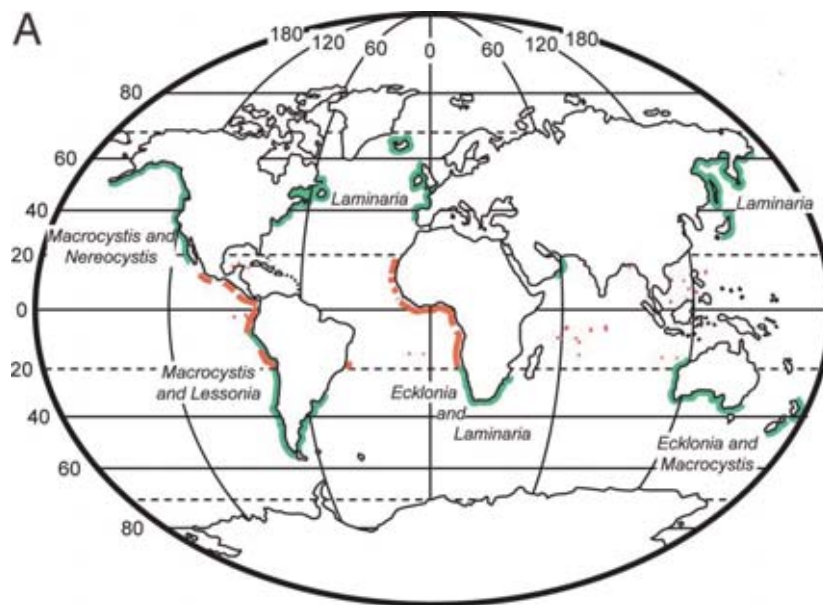 A
180 120 60 0 60 120 180
80
60
Laminaria
Laminaria
40
Macrocystis and
Nereocystis
20
0
Macrocystis
and Lessonia
20
Ecklonia
and
Laminaria
40
Ecklonia and
Macrocystis
60
80